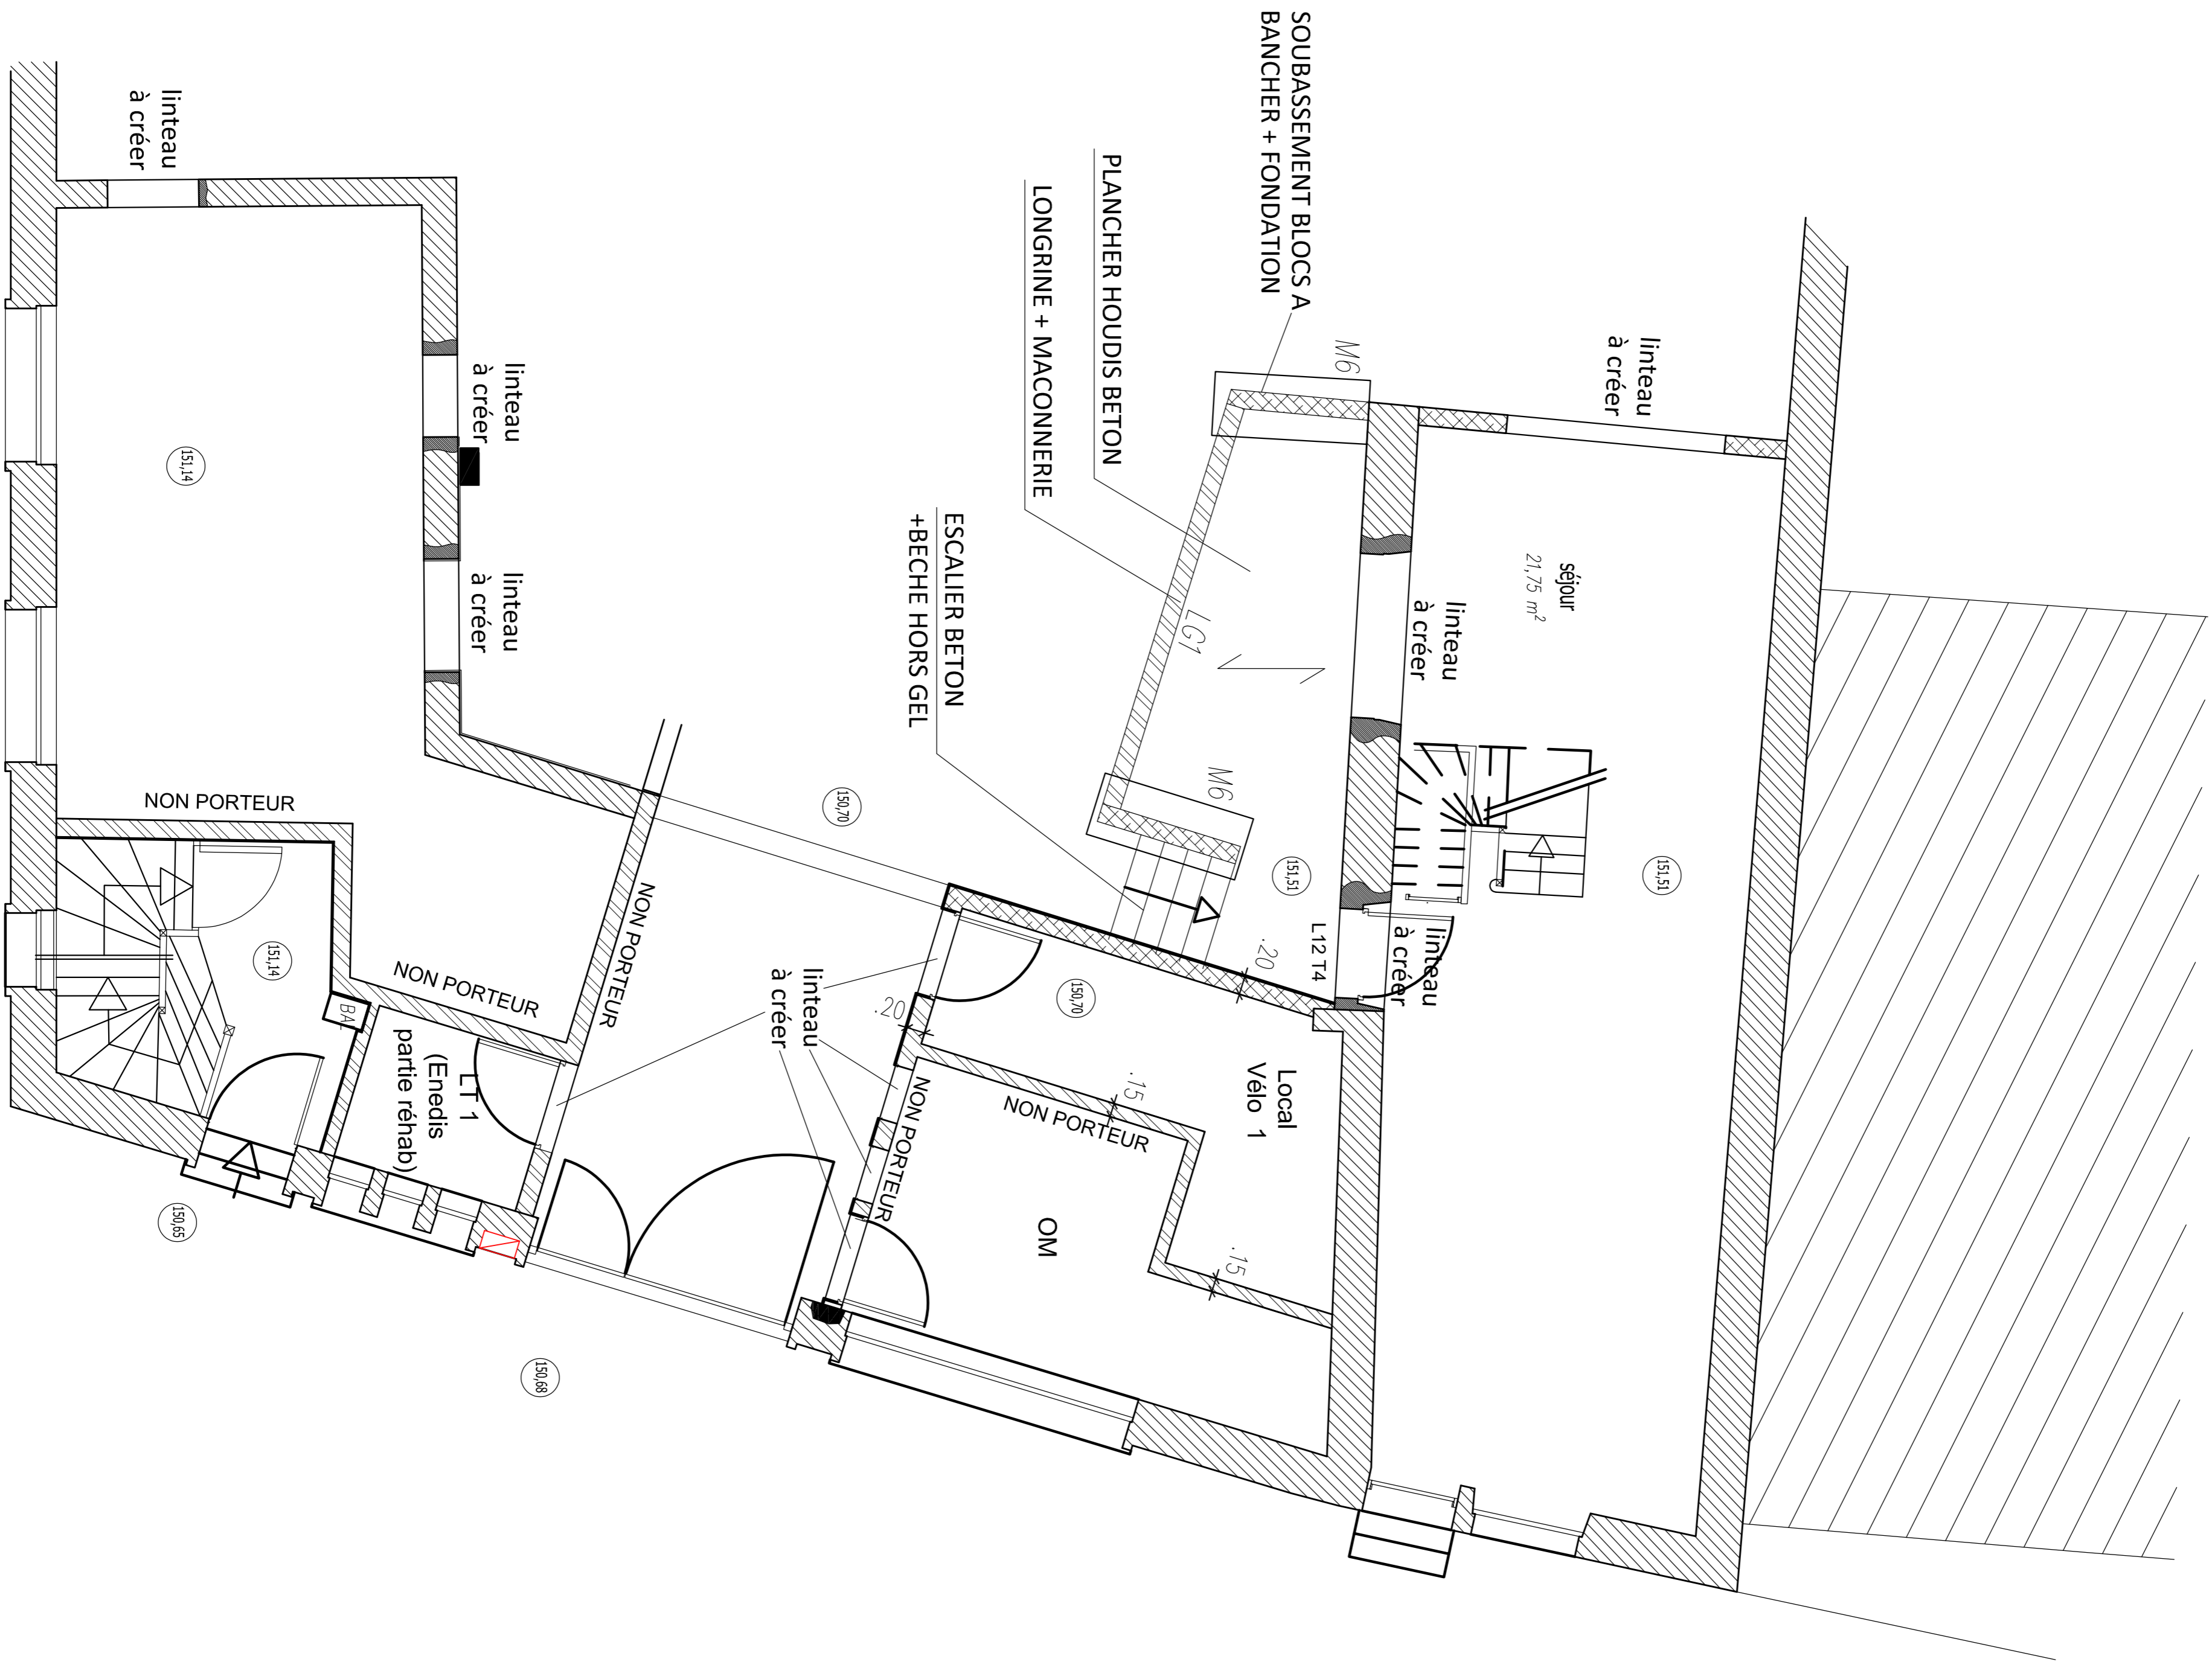 SOUBASSEMENT BLOCS A
BANCHER + FONDATION
PLANCHER HOUDIS BETON
LONGRINE + MACONNERIE
ESCALIER BETON
+BECHE HORS GEL
linteau
à créer
linteau
à créer
linteau
à créer
linteau
à créer
linteau
à créer
linteau
à créer
linteau
à créer
M6
M6
LG1
séjour
21,75 m²
151,51
151,51
L12 T4
.20
150,70
150,70
151,14
151,14
NON PORTEUR
NON PORTEUR
NON PORTEUR
NON PORTEUR
NON PORTEUR
BA
LT 1
(Enedis
partie réhab)
.20
.15
.15
Local
Vélo 1
OM
150,65
150,68